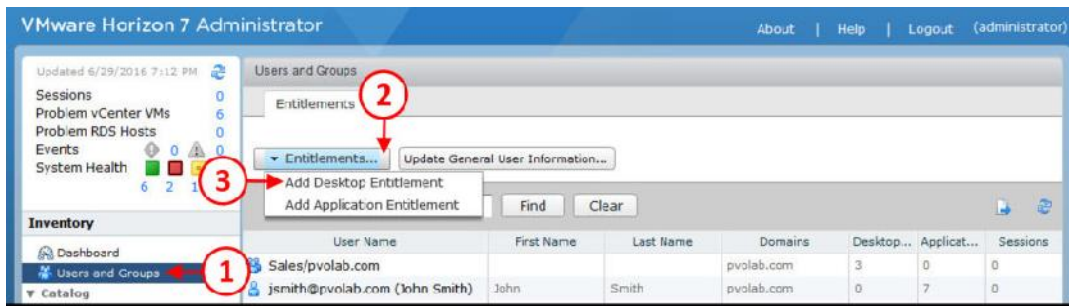 VMware Horizon 7 Administrator
About | Help | Logout (administrator)
Updated 6/29/2016 7:12 PM
Users and Groups
Sessions 0
Entitlements
2
Problem vCenter VMs 6
Problem RDS Hosts 0
Events 0 0
System Health
6 2 1
Entitlements...
Update General User Information...
3
Add Desktop Entitlement
Add Application Entitlement
Find
Clear
Inventory
User Name First Name Last Name Domains Desktop... Applicat... Sessions
Dashboard
Users and Groups
1
Sales/pvolab.com pvolab.com 3 0 0
Catalog
jsmith@pvolab.com (John Smith) John Smith pvolab.com 0 7 0